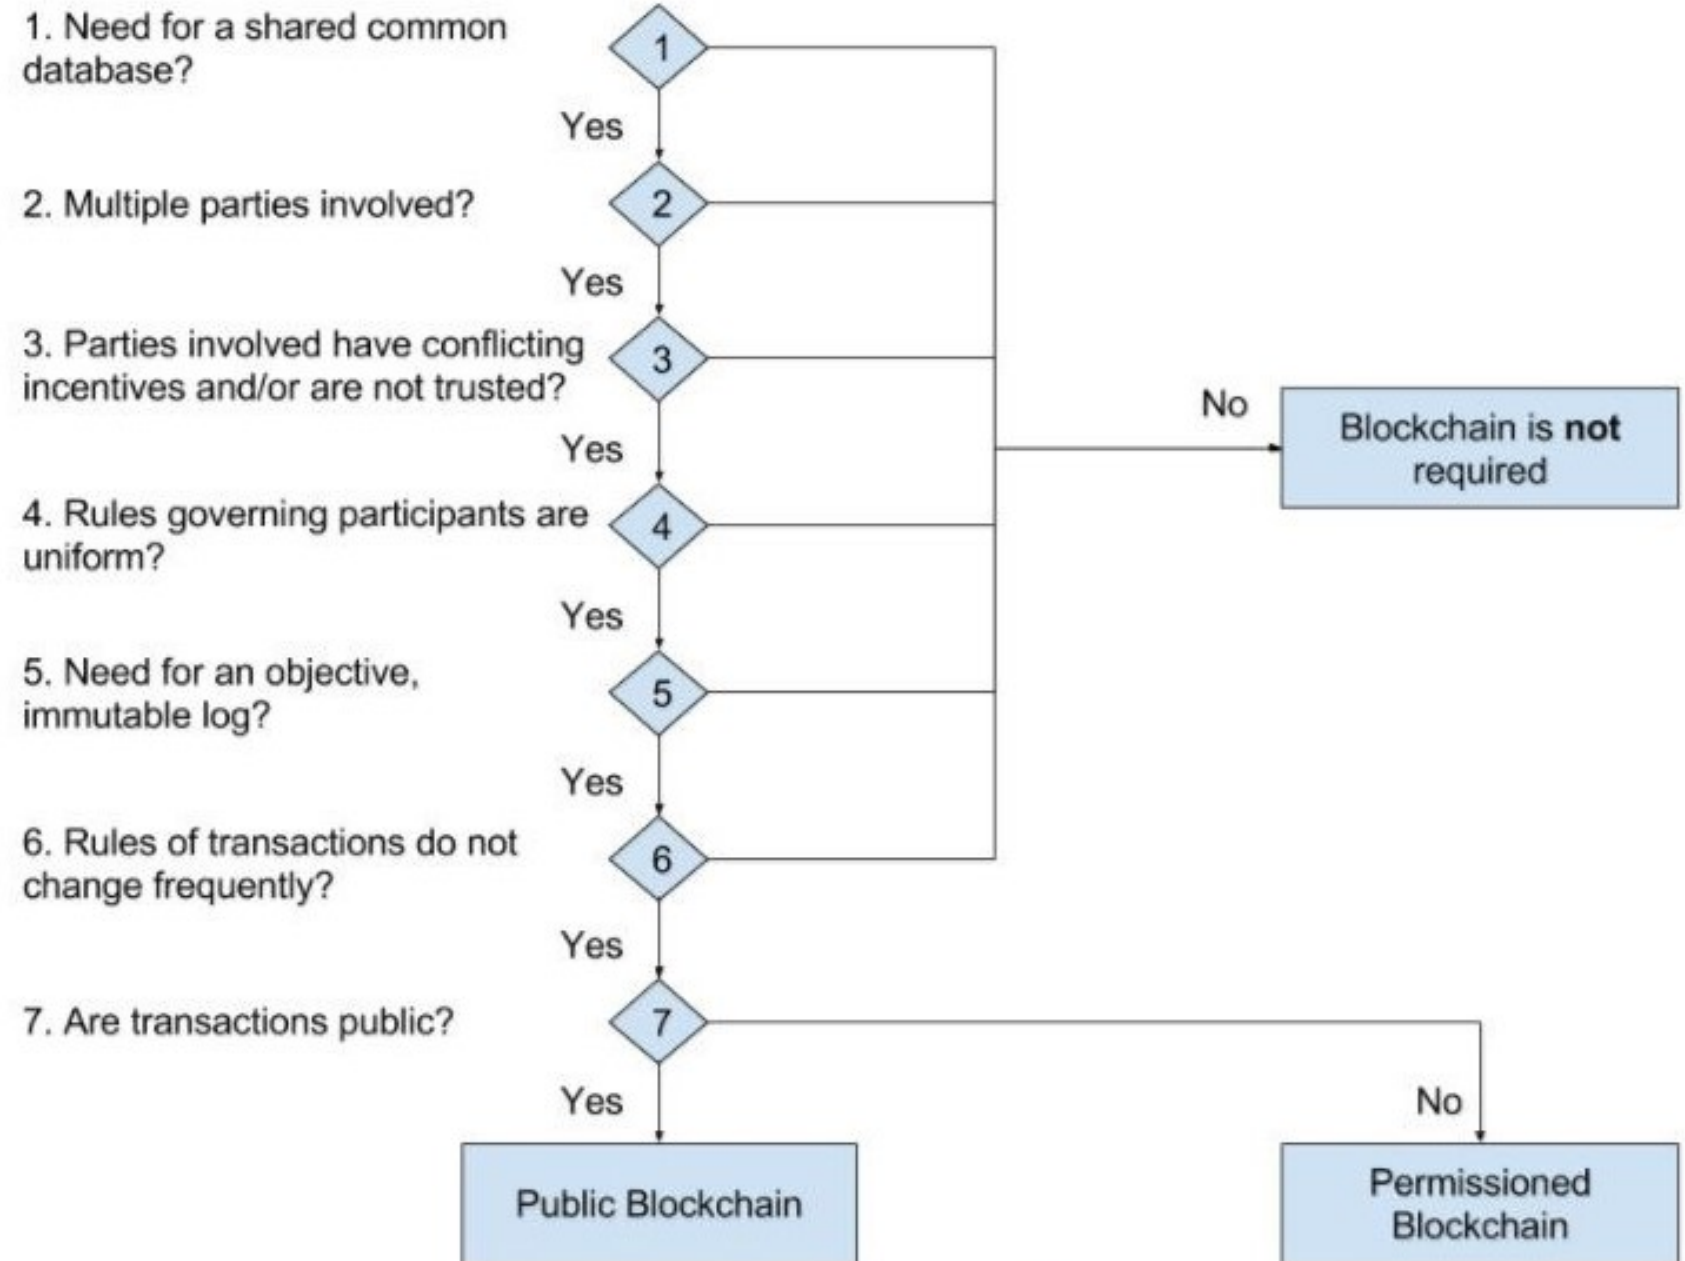 1. Need for a shared common
database?
1
Yes
2. Multiple parties involved?
2
Yes
3. Parties involved have conflicting
incentives and/or are not trusted?
3
No
Blockchain is not
required
Yes
4. Rules governing participants are
uniform?
4
Yes
5. Need for an objective,
immutable log?
5
Yes
6. Rules of transactions do not
change frequently?
6
Yes
7. Are transactions public?
7
Yes
No
Public Blockchain
Permissioned
Blockchain